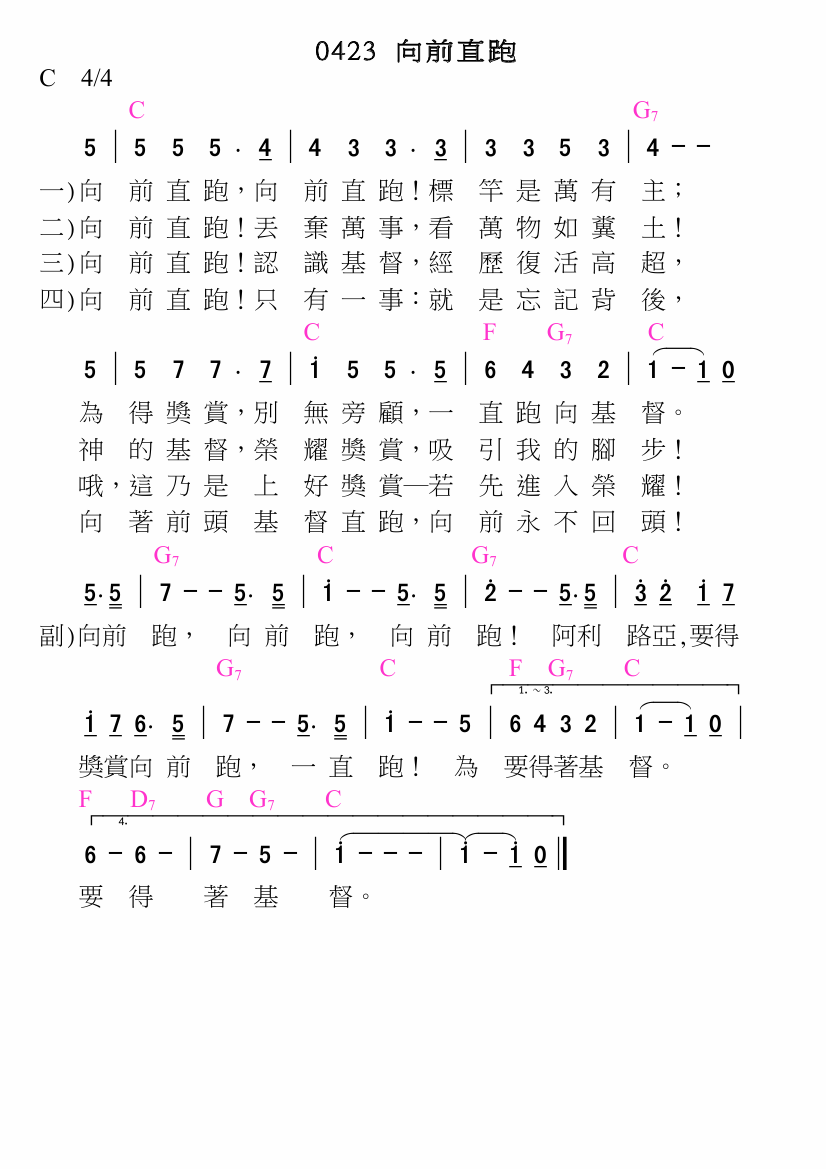 0423 向前直跑
C 4/4
C G7
5 | 5 5 5 . 4 | 4 3 3 . 3 | 3 3 5 3 | 4 - -
一)向 前 直 跑，向 前 直 跑！標 竿 是 萬 有 主；
二)向 前 直 跑！丟 棄 萬 事，看 萬 物 如 糞 土！
三)向 前 直 跑！認 識 基 督，經 歷 復 活 高 超，
四)向 前 直 跑！只 有 一 事：就 是 忘 記 背 後，
C F G7 C
5 | 5 7 7 . 7 | i 5 5 . 5 | 6 4 3 2 | 1 - 1 0
為 得 獎 賞，別 無 旁 顧，一 直 跑 向 基 督。
神 的 基 督，榮 耀 獎 賞，吸 引 我 的 腳 步！
哦，這 乃 是 上 好 獎 賞─若 先 進 入 榮 耀！
向 著 前 頭 基 督 直 跑，向 前 永 不 回 頭！
G7 C G7 C
5. 5 | 7 - - 5. 5 | i - - 5. 5 | 2̇ - - 5. 5 | 3̇ 2̇ i 7
副)向前 跑， 向 前 跑， 向 前 跑！ 阿利 路亞,要得
G7 C F G7 C
1.～3.
i 7 6. 5 | 7 - - 5. 5 | i - - 5 | 6 4 3 2 | 1 - 1 0 |
獎賞向 前 跑， 一 直 跑！ 為 要得著基 督。
F D7 G G7 C
4.
6 - 6 - | 7 - 5 - | i - - - | i - i 0 ‖
要 得 著 基 督。